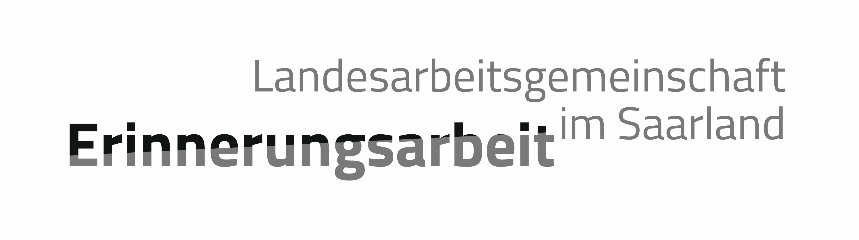 Landesarbeitsgemeinschaft
Erinnerungsarbeit im Saarland